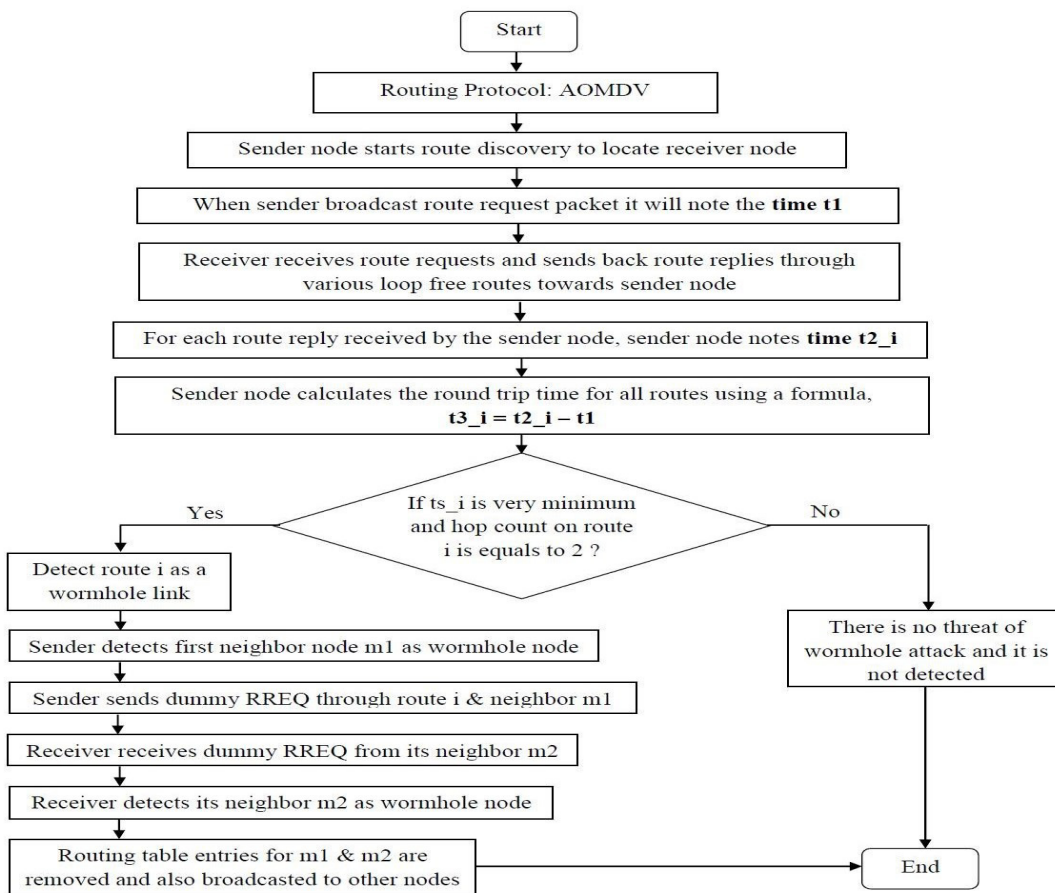 Start
Routing Protocol: AOMDV
Sender node starts route discovery to locate receiver node
When sender broadcast route request packet it will note the time t1
Receiver receives route requests and sends back route replies through
various loop free routes towards sender node
For each route reply received by the sender node, sender node notes time t2_i
Sender node calculates the round trip time for all routes using a formula,
t3_i = t2_i – t1
If ts_i is very minimum
and hop count on route
i is equals to 2 ?
Yes
No
Detect route i as a
wormhole link
Sender detects first neighbor node m1 as wormhole node
Sender sends dummy RREQ through route i & neighbor m1
Receiver receives dummy RREQ from its neighbor m2
Receiver detects its neighbor m2 as wormhole node
Routing table entries for m1 & m2 are
removed and also broadcasted to other nodes
There is no threat of
wormhole attack and it is
not detected
End